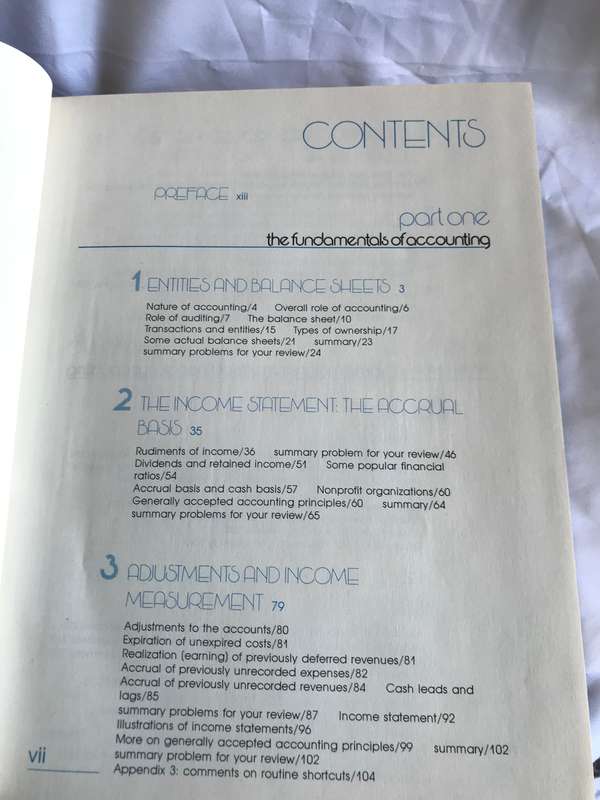 CONTENTS
PREFACE xiii
part one
the fundamentals of accounting
1 ENTITIES AND BALANCE SHEETS 3
Nature of accounting/4 Overall role of accounting/6
Role of auditing/7 The balance sheet/10
Transactions and entities/15 Types of ownership/17
Some actual balance sheets/21 summary/23
summary problems for your review/24
2 THE INCOME STATEMENT: THE ACCRUAL
BASIS 35
Rudiments of income/36 summary problem for your review/46
Dividends and retained income/51 Some popular financial
ratios/54
Accrual basis and cash basis/57 Nonprofit organizations/60
Generally accepted accounting principles/60 summary/64
summary problems for your review/65
3 ADJUSTMENTS AND INCOME
MEASUREMENT 79
Adjustments to the accounts/80
Expiration of unexpired costs/81
Realization (earning) of previously deferred revenues/81
Accrual of previously unrecorded expenses/82
Accrual of previously unrecorded revenues/84 Cash leads and
lags/85
summary problems for your review/87 Income statement/92
Illustrations of income statements/96
More on generally accepted accounting principles/99 summary/102
summary problem for your review/102
Appendix 3: comments on routine shortcuts/104
vii